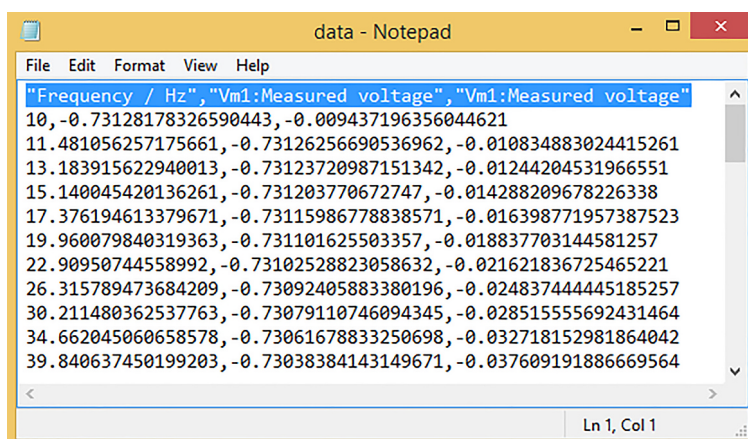 data - Notepad
File Edit Format View Help
"Frequency / Hz","Vm1:Measured voltage","Vm1:Measured voltage"
10,-0.73128178326590443,-0.009437196356044621
11.481056257175661,-0.73126256690536962,-0.010834883024415261
13.183915622940013,-0.73123720987151342,-0.01244204531966551
15.140045420136261,-0.731203770672747,-0.014288209678226338
17.376194613379671,-0.73115986778838571,-0.016398771957387523
19.960079840319363,-0.731101625503357,-0.018837703144581257
22.90950744558992,-0.73102528823058632,-0.021621836725465221
26.315789473684209,-0.73092405883380196,-0.024837444445185257
30.211480362537763,-0.73079110746094345,-0.028515555692431464
34.662045060658578,-0.73061678833250698,-0.032718152981864042
39.840637450199203,-0.73038384143149671,-0.037609191886669564
Ln 1, Col 1